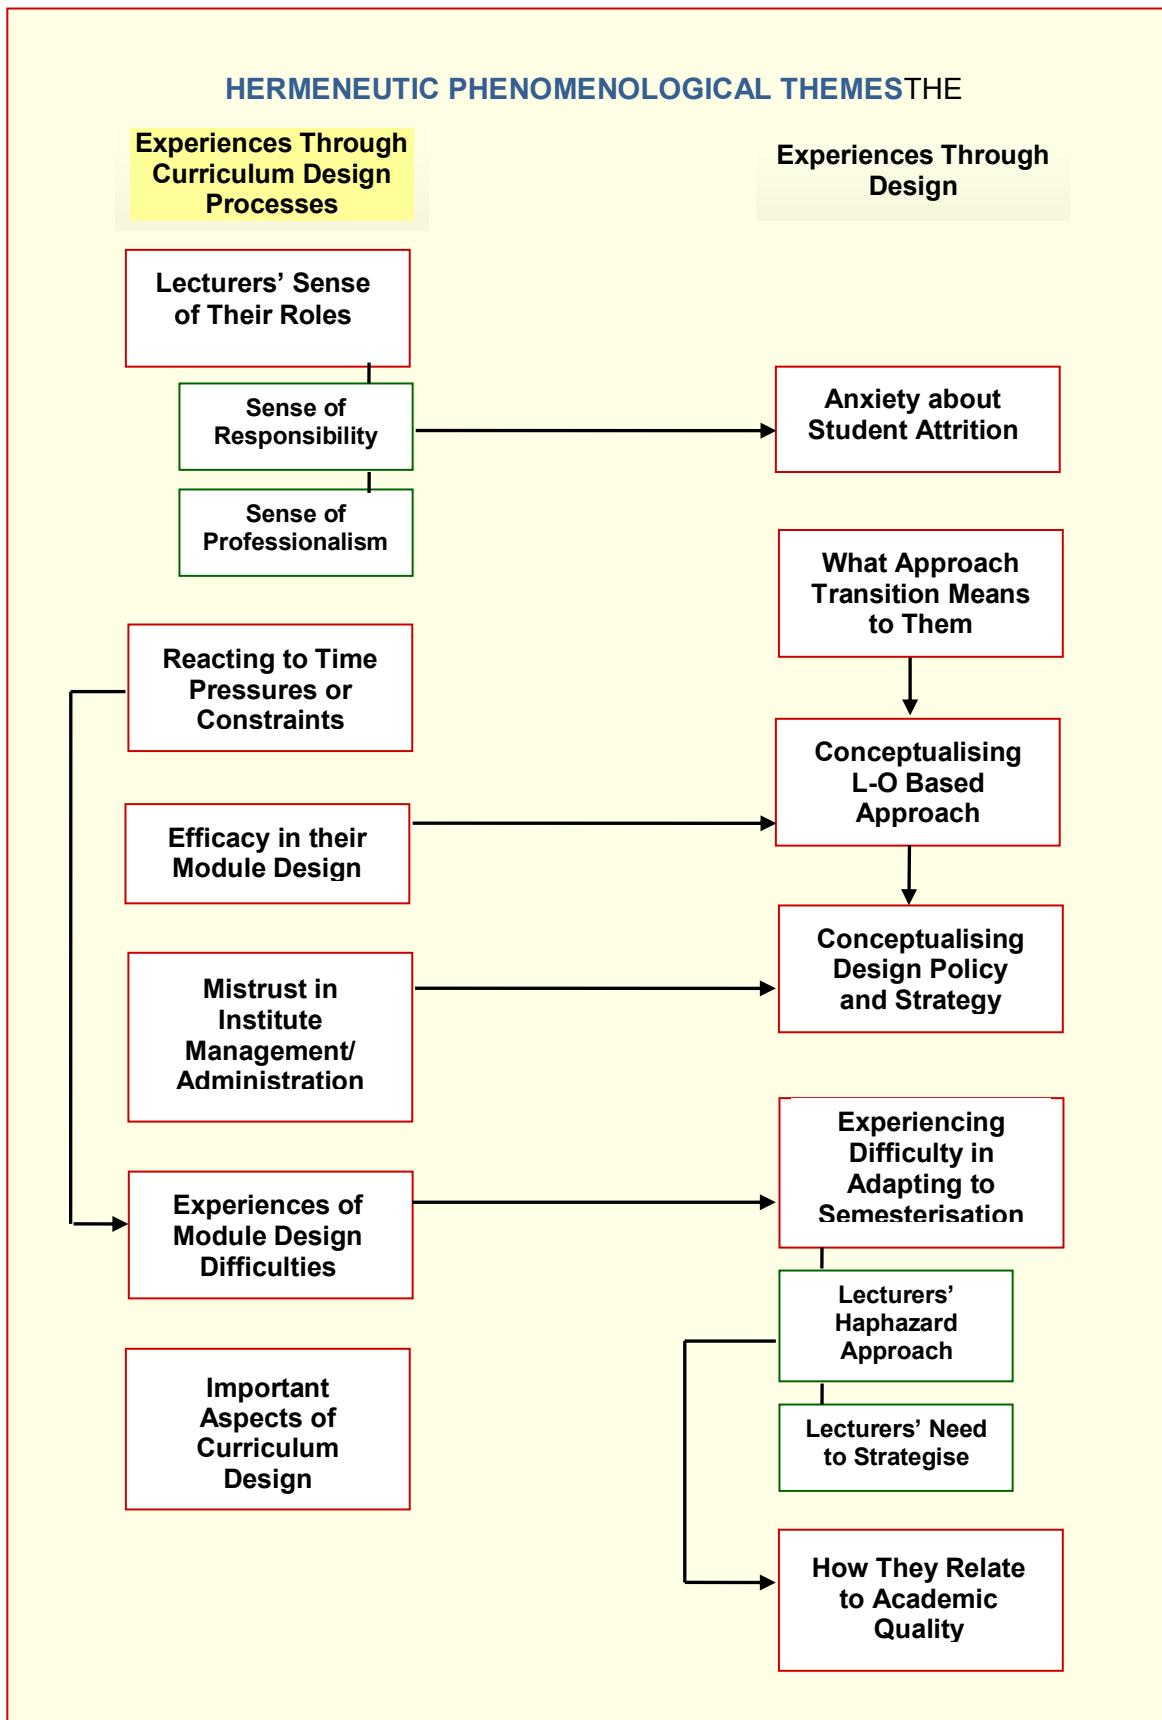 HERMENEUTIC PHENOMENOLOGICAL THEMESTHE
Experiences Through
Curriculum Design
Processes
Lecturers’ Sense
of Their Roles
Sense of
Responsibility
Sense of
Professionalism
Reacting to Time
Pressures or
Constraints
Efficacy in their
Module Design
Mistrust in
Institute
Management/
Administration
Experiences of
Module Design
Difficulties
Important
Aspects of
Curriculum
Design
Experiences Through
Design
Anxiety about
Student Attrition
What Approach
Transition Means
to Them
Conceptualising
L-O Based
Approach
Conceptualising
Design Policy
and Strategy
Experiencing
Difficulty in
Adapting to
Semesterisation
Lecturers’
Haphazard
Approach
Lecturers’ Need
to Strategise
How They Relate
to Academic
Quality